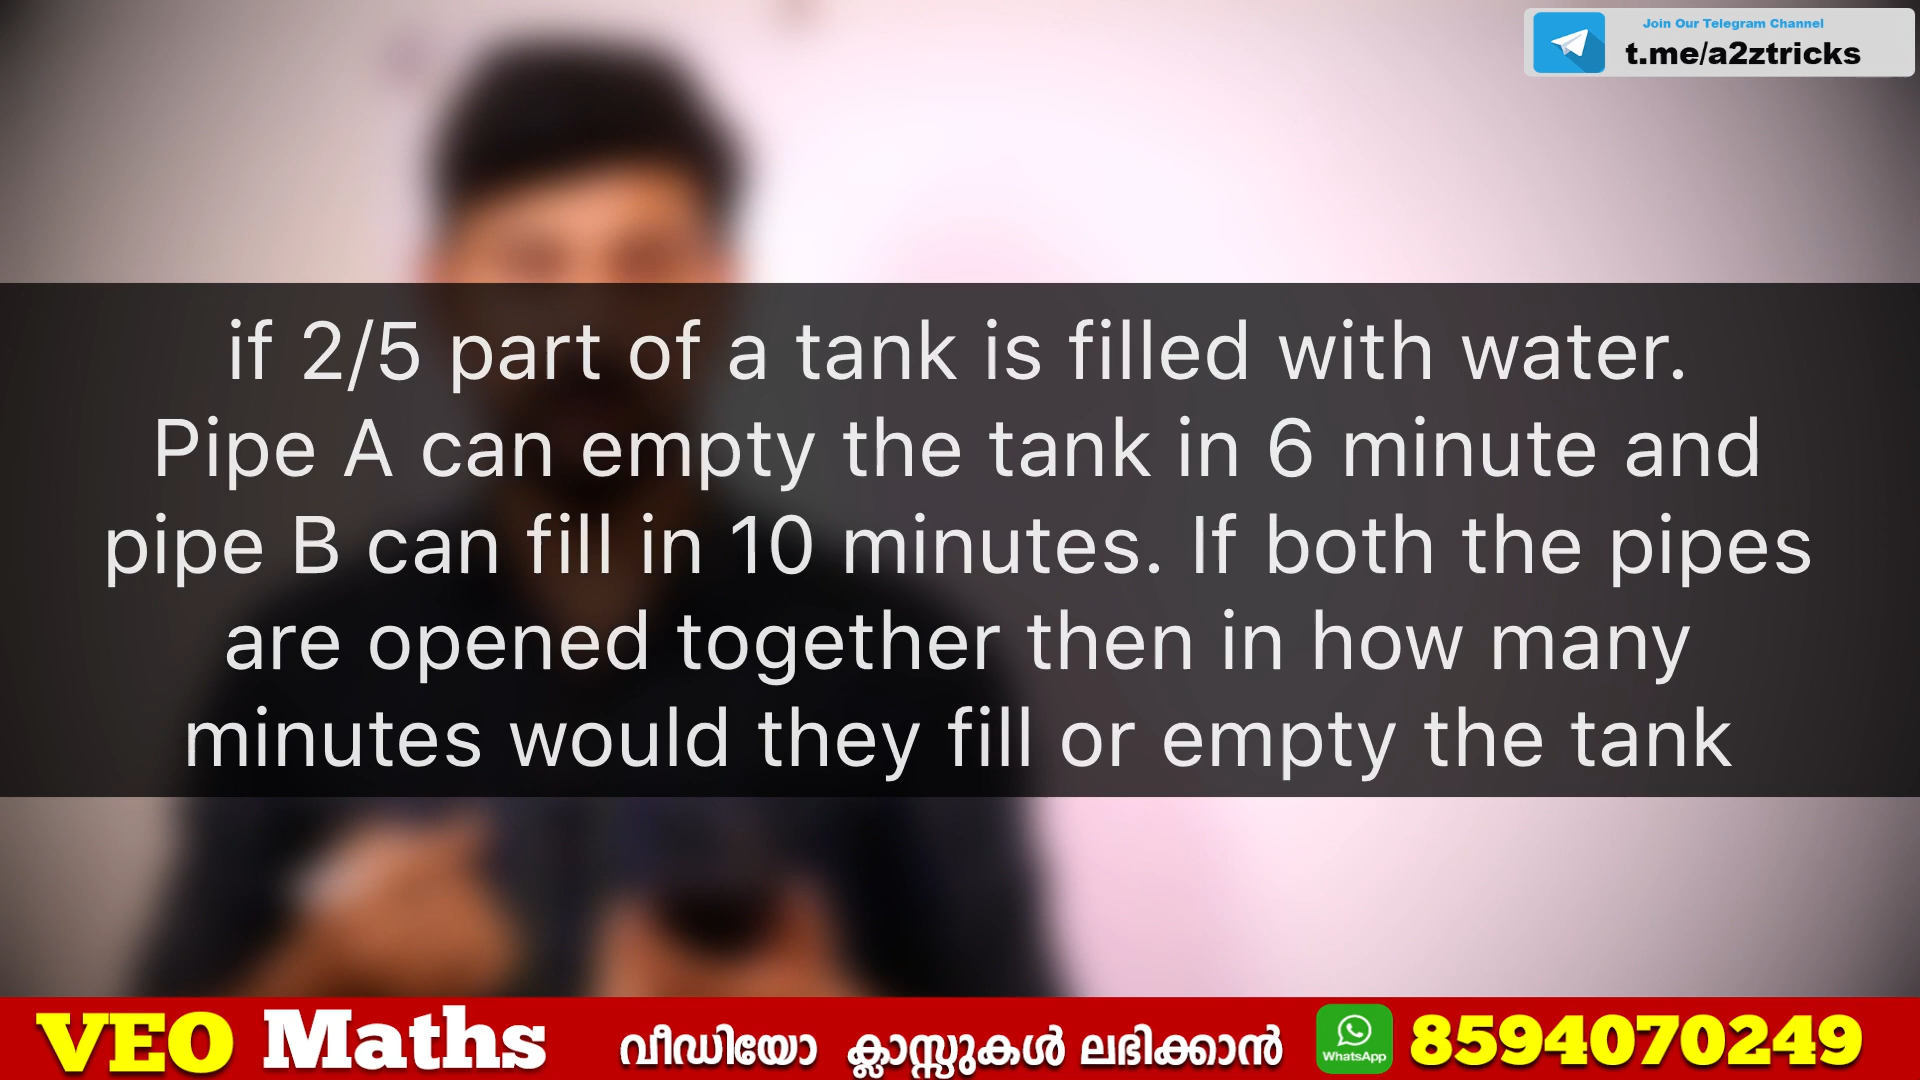 Join Our Telegram Channel
t.me/a2ztricks
if 2/5 part of a tank is filled with water.
Pipe A can empty the tank in 6 minute and
pipe B can fill in 10 minutes. If both the pipes
are opened together then in how many
minutes would they fill or empty the tank
VEO Maths വീഡിയോ ക്ലാസ്സുകൾ ലഭിക്കാൻ WhatsApp 8594070249